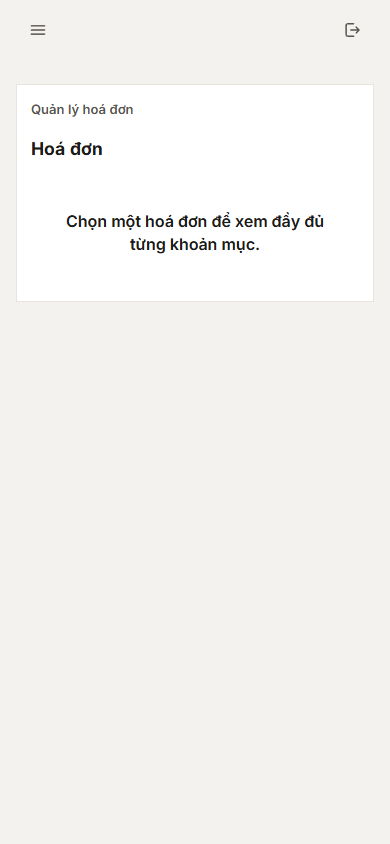 Quản lý hoá đơn
Hoá đơn
Chọn một hoá đơn để xem đầy đủ
từng khoản mục.